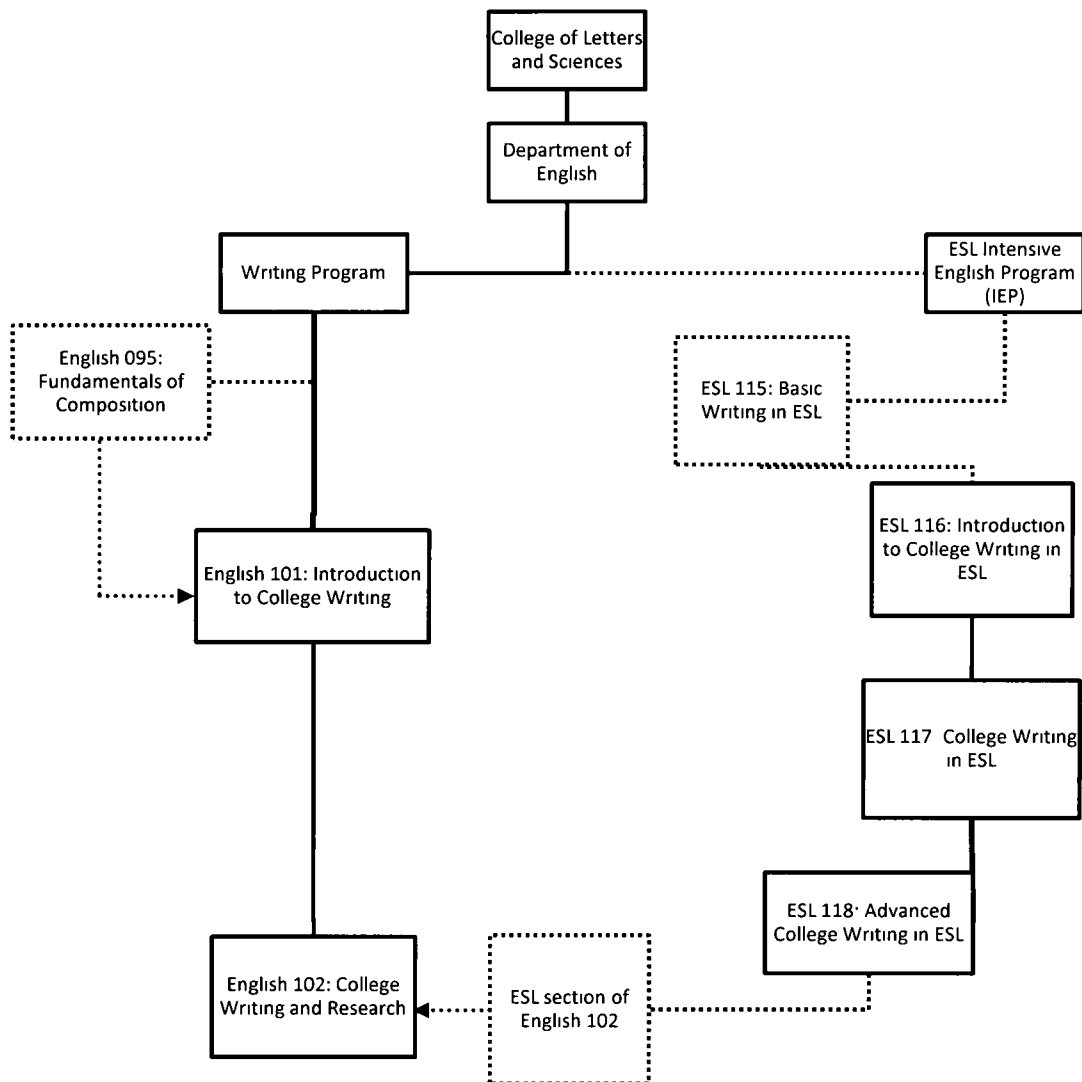 College of Letters
and Sciences
Department of
English
Writing Program
ESL Intensive
English Program
(IEP)
English 095:
Fundamentals of
Composition
ESL 115: Basic
Writing in ESL
ESL 116: Introduction
to College Writing in
ESL
English 101: Introduction
to College Writing
ESL 117 College Writing
in ESL
ESL 118: Advanced
College Writing in ESL
English 102: College
Writing and Research
ESL section of
English 102